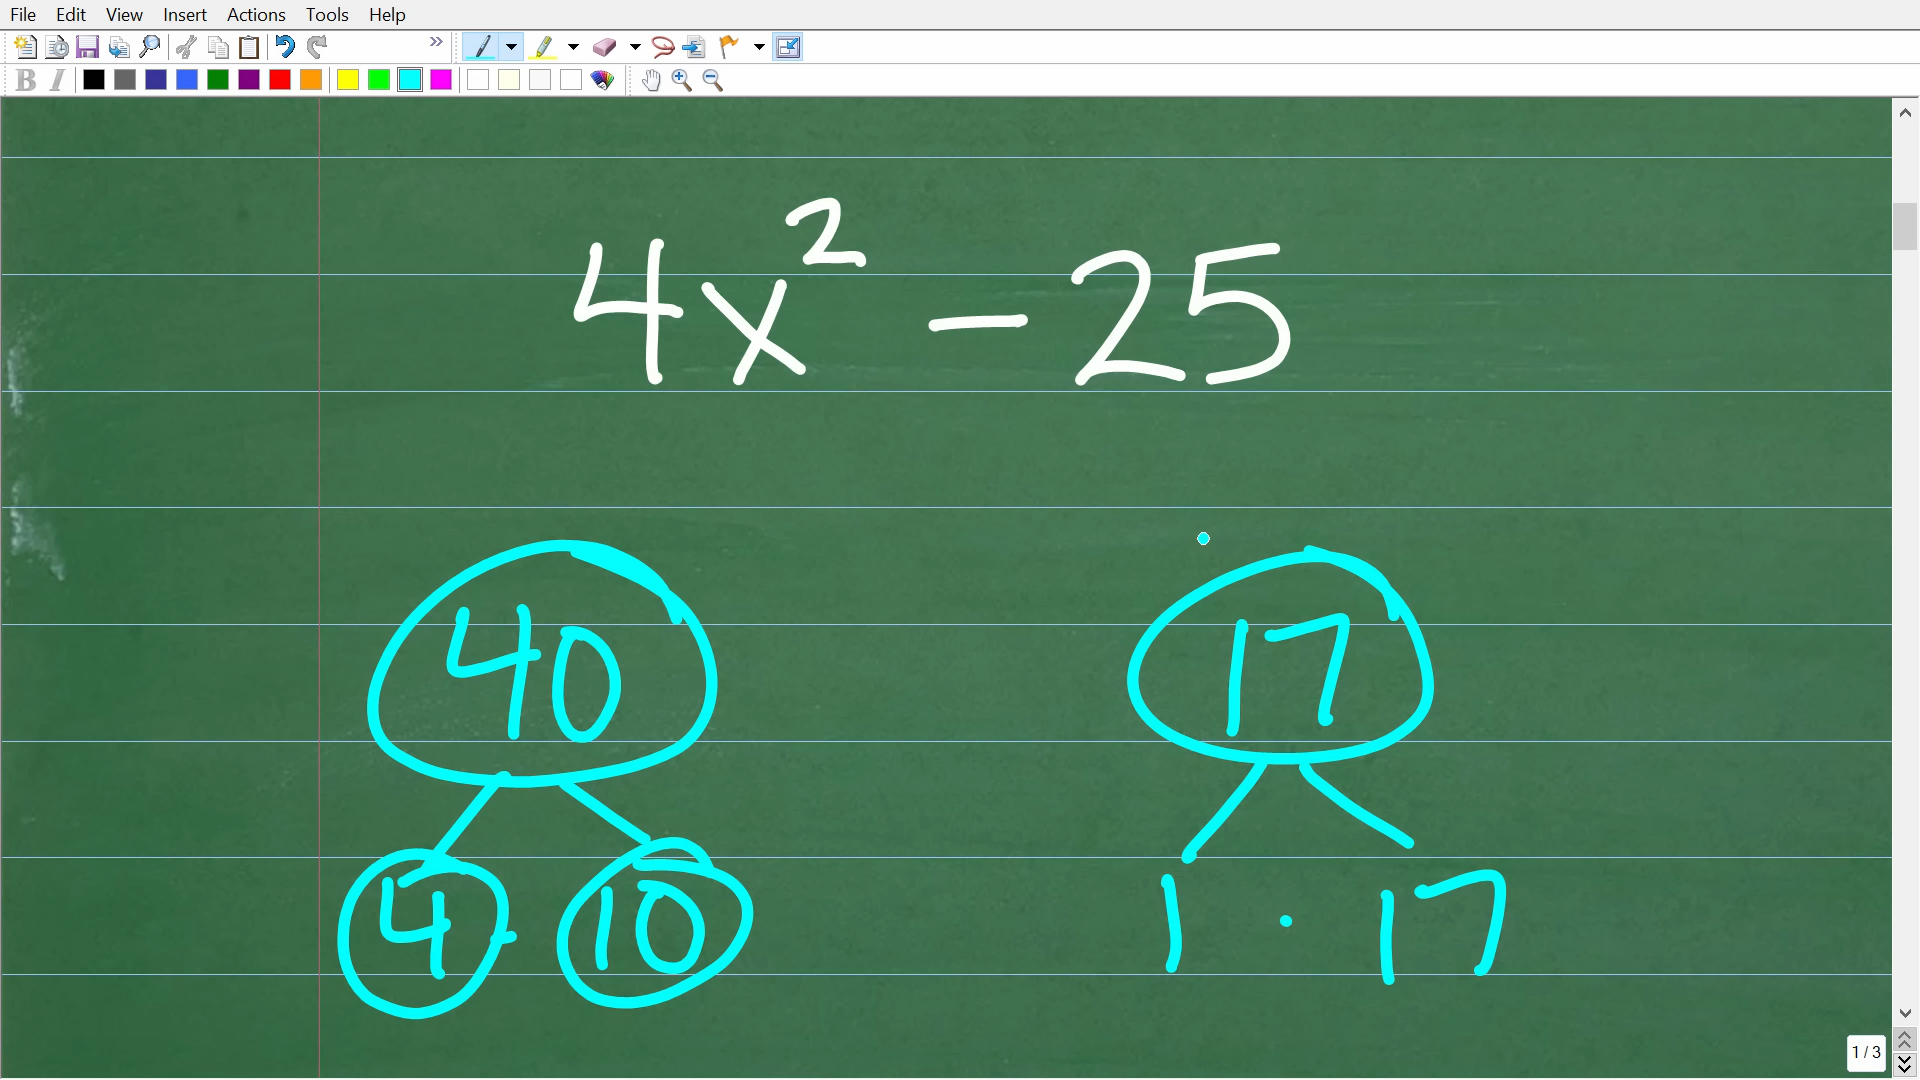 File Edit View Insert Actions Tools Help
B I
4x² − 25
40 17
4 · 10 1 · 17
1 / 3